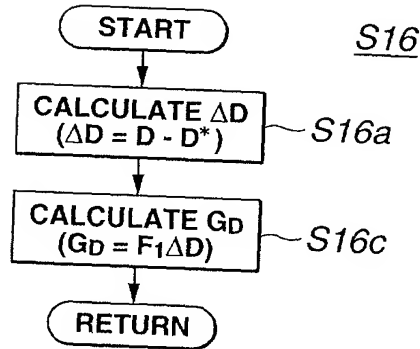 START
S16
CALCULATE ΔD
(ΔD = D - D*)
S16a
CALCULATE GD
(GD = F1ΔD)
S16c
RETURN